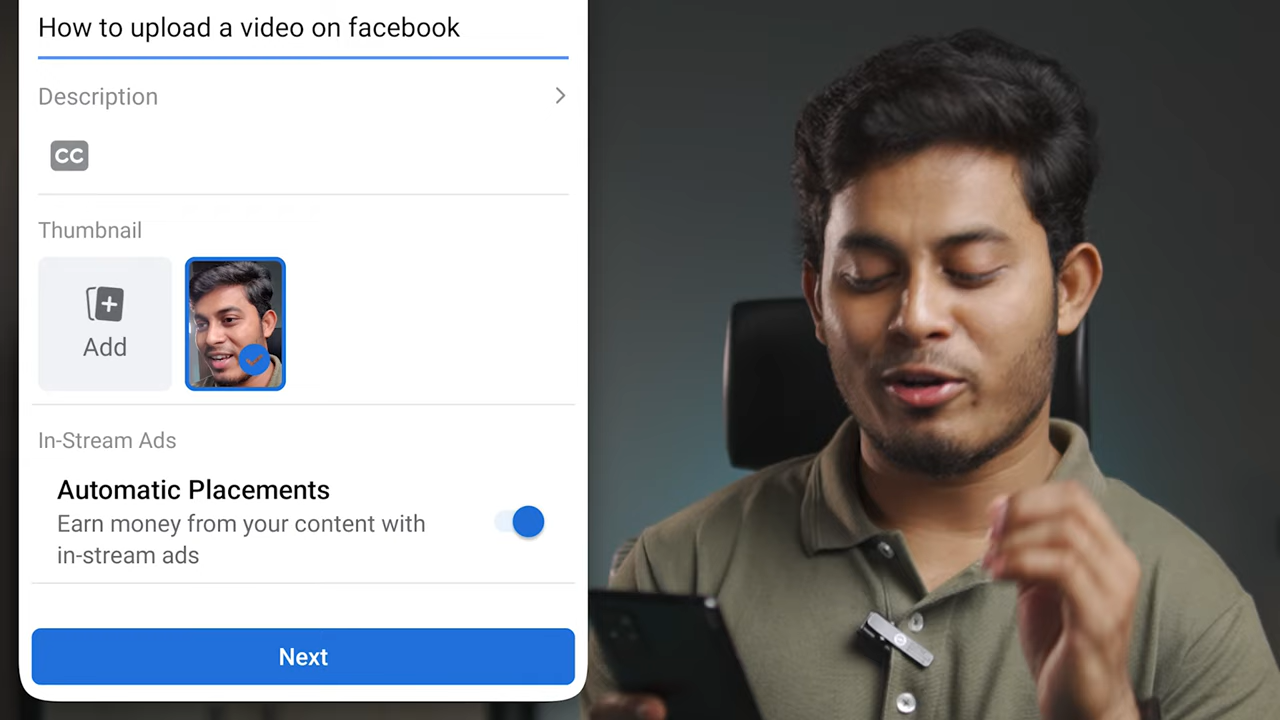 How to upload a video on facebook
Description
CC
Thumbnail
Add
In-Stream Ads
Automatic Placements
Earn money from your content with
in-stream ads
Next